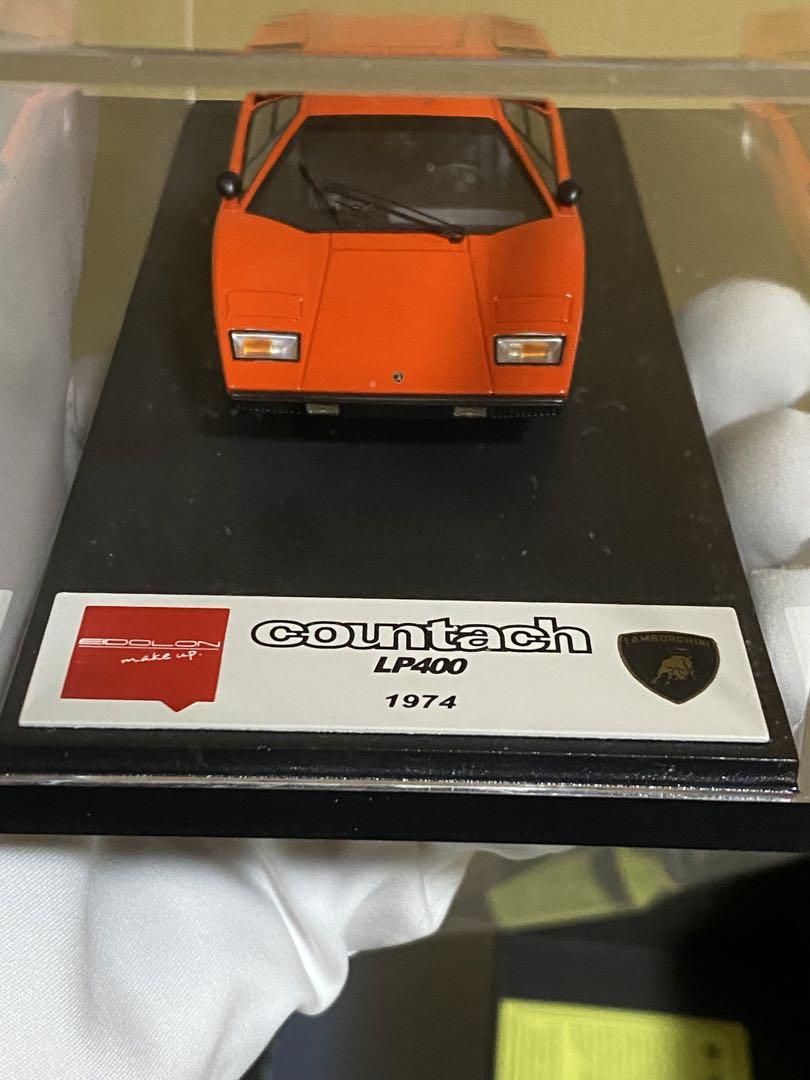 EIDOLON
make up.
countach
LP400
1974
LAMBORGHINI